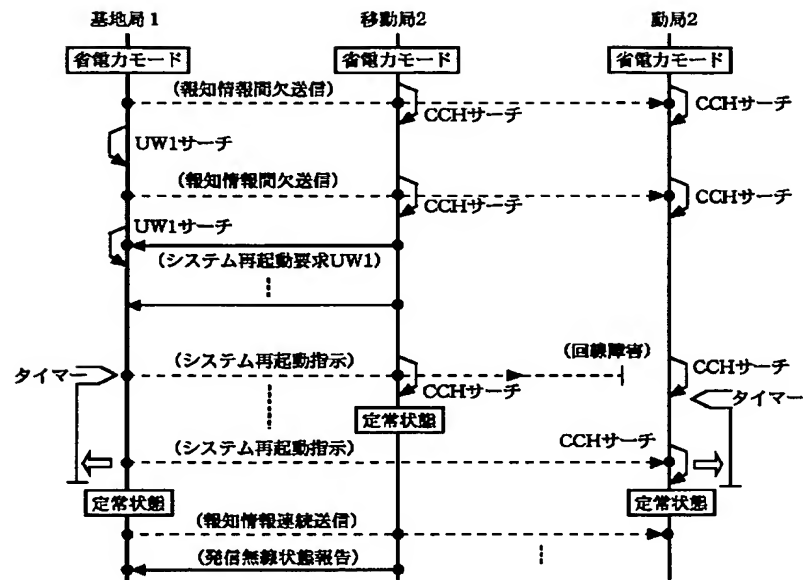 基地局1 移動局2 動局2
省電力モード 省電力モード 省電力モード
(報知情報間欠送信)
CCHサーチ CCHサーチ
UW1サーチ
(報知情報間欠送信)
CCHサーチ CCHサーチ
UW1サーチ
(システム再起動要求UW1)
(システム再起動指示) (回線障害)
タイマー CCHサーチ CCHサーチ
タイマー
定常状態
(システム再起動指示) CCHサーチ
定常状態 定常状態
(報知情報連続送信)
(発信無線状態報告)